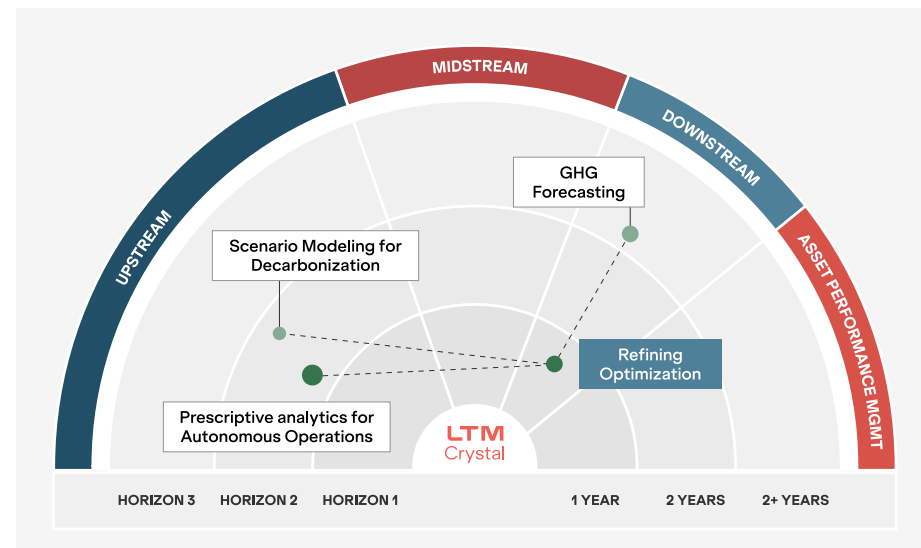 MIDSTREAM
DOWNSTREAM
UPSTREAM
ASSET PERFORMANCE MGMT
GHG
Forecasting
Scenario Modeling for
Decarbonization
Refining
Optimization
Prescriptive analytics for
Autonomous Operations
LTM
Crystal
HORIZON 3 HORIZON 2 HORIZON 1 1 YEAR 2 YEARS 2+ YEARS